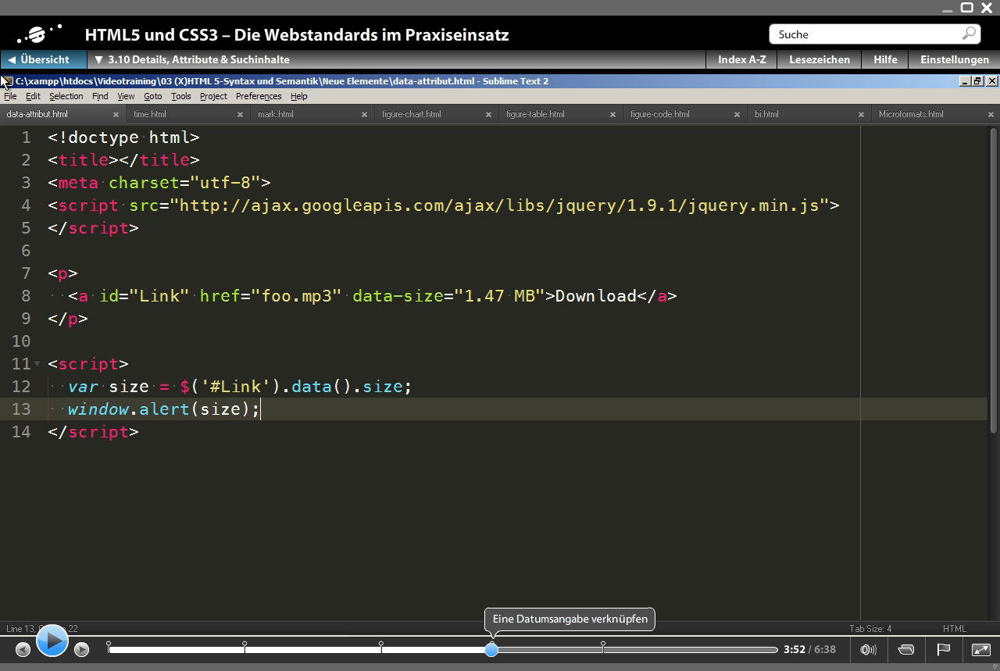 HTML5 und CSS3 – Die Webstandards im Praxiseinsatz
Suche
◀ Übersicht
▼ 3.10 Details, Attribute & Suchinhalte
Index A-Z
Lesezeichen
Hilfe
Einstellungen
C:\xampp\htdocs\Videotraining\03 (X)HTML 5-Syntax und Semantik\Neue Elemente\data-attribut.html - Sublime Text 2
File Edit Selection Find View Goto Tools Project Preferences Help
data-attribut.html
time.html
mark.html
figure-chart.html
figure-table.html
figure-code.html
bi.html
Microformats.html
1 <!doctype html>
2 <title></title>
3 <meta charset="utf-8">
4 <script src="http://ajax.googleapis.com/ajax/libs/jquery/1.9.1/jquery.min.js">
5 </script>
6
7 <p>
8 <a id="Link" href="foo.mp3" data-size="1.47 MB">Download</a>
9 </p>
10
11 <script>
12 var size = $('#Link').data().size;
13 window.alert(size);
14 </script>
Eine Datumsangabe verknüpfen
Line 13, 22
Tab Size: 4
HTML
3:52 / 6:38